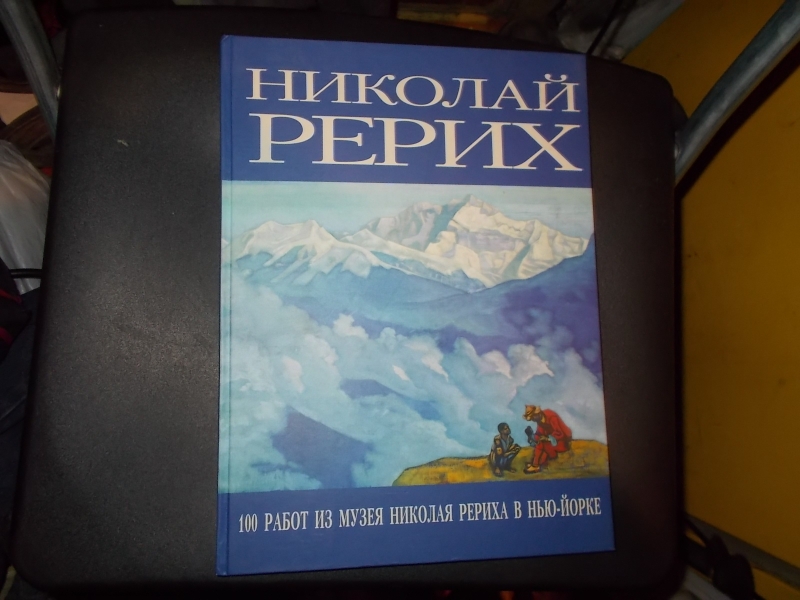 НИКОЛАЙ
РЕРИХ
100 РАБОТ ИЗ МУЗЕЯ НИКОЛАЯ РЕРИХА В НЬЮ-ЙОРКЕ